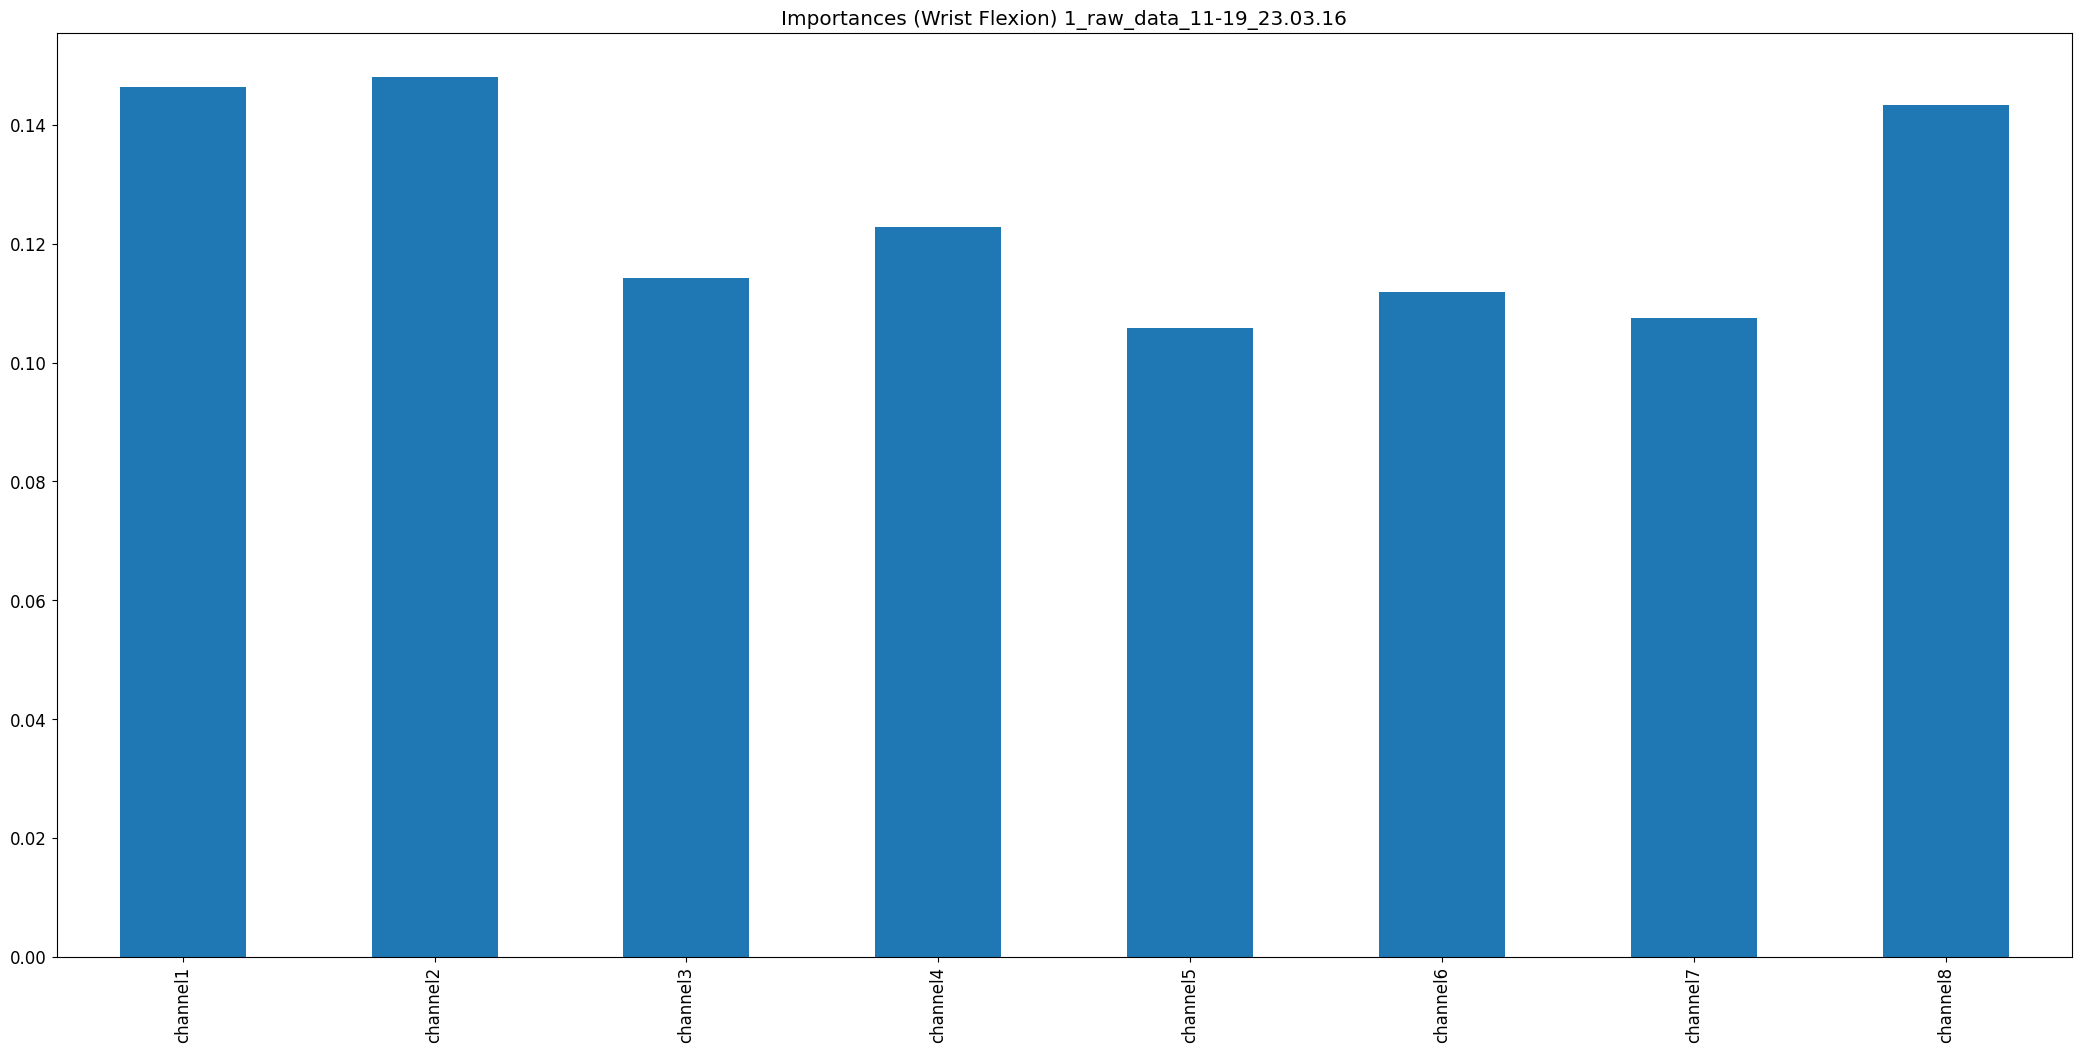 Importances (Wrist Flexion) 1_raw_data_11-19_23.03.16
0.14
0.12
0.10
0.08
0.06
0.04
0.02
0.00
channel1
channel2
channel3
channel4
channel5
channel6
channel7
channel8